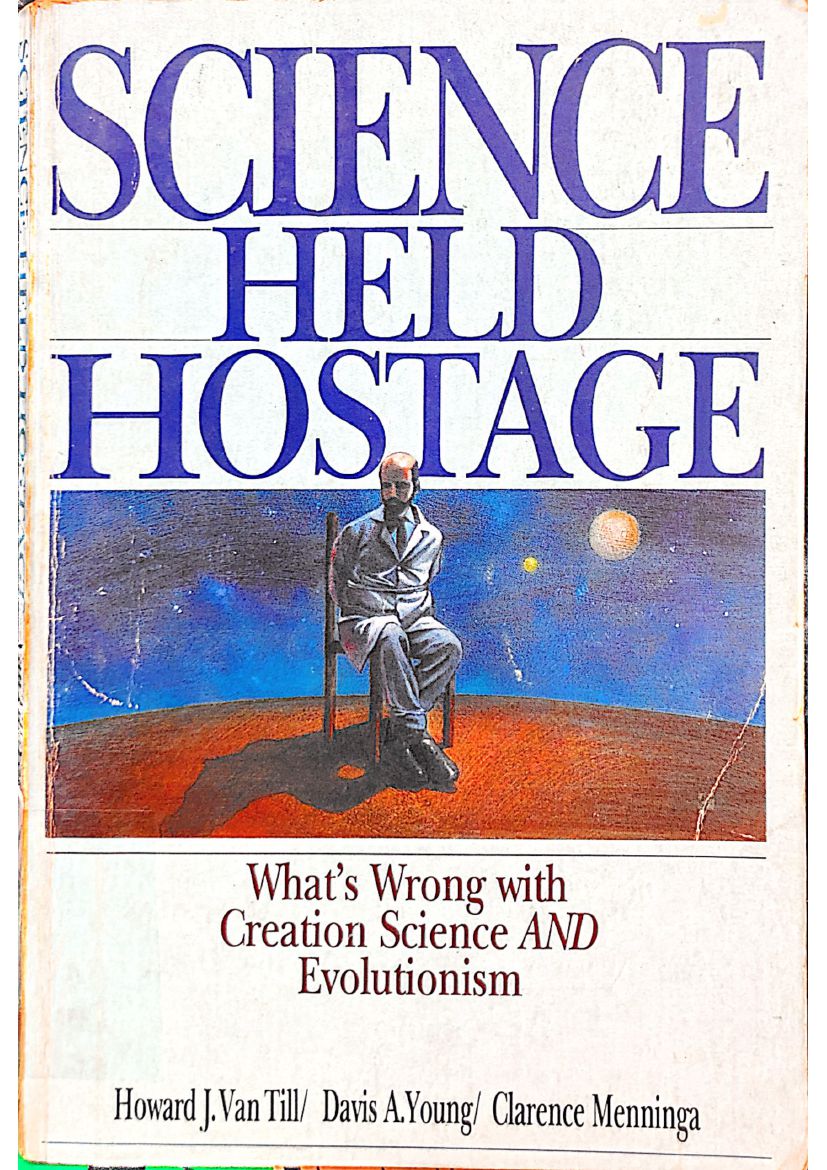 SCIENCE
HELD
HOSTAGE
What's Wrong with
Creation Science AND
Evolutionism
Howard J. Van Till/ Davis A. Young/ Clarence Menninga